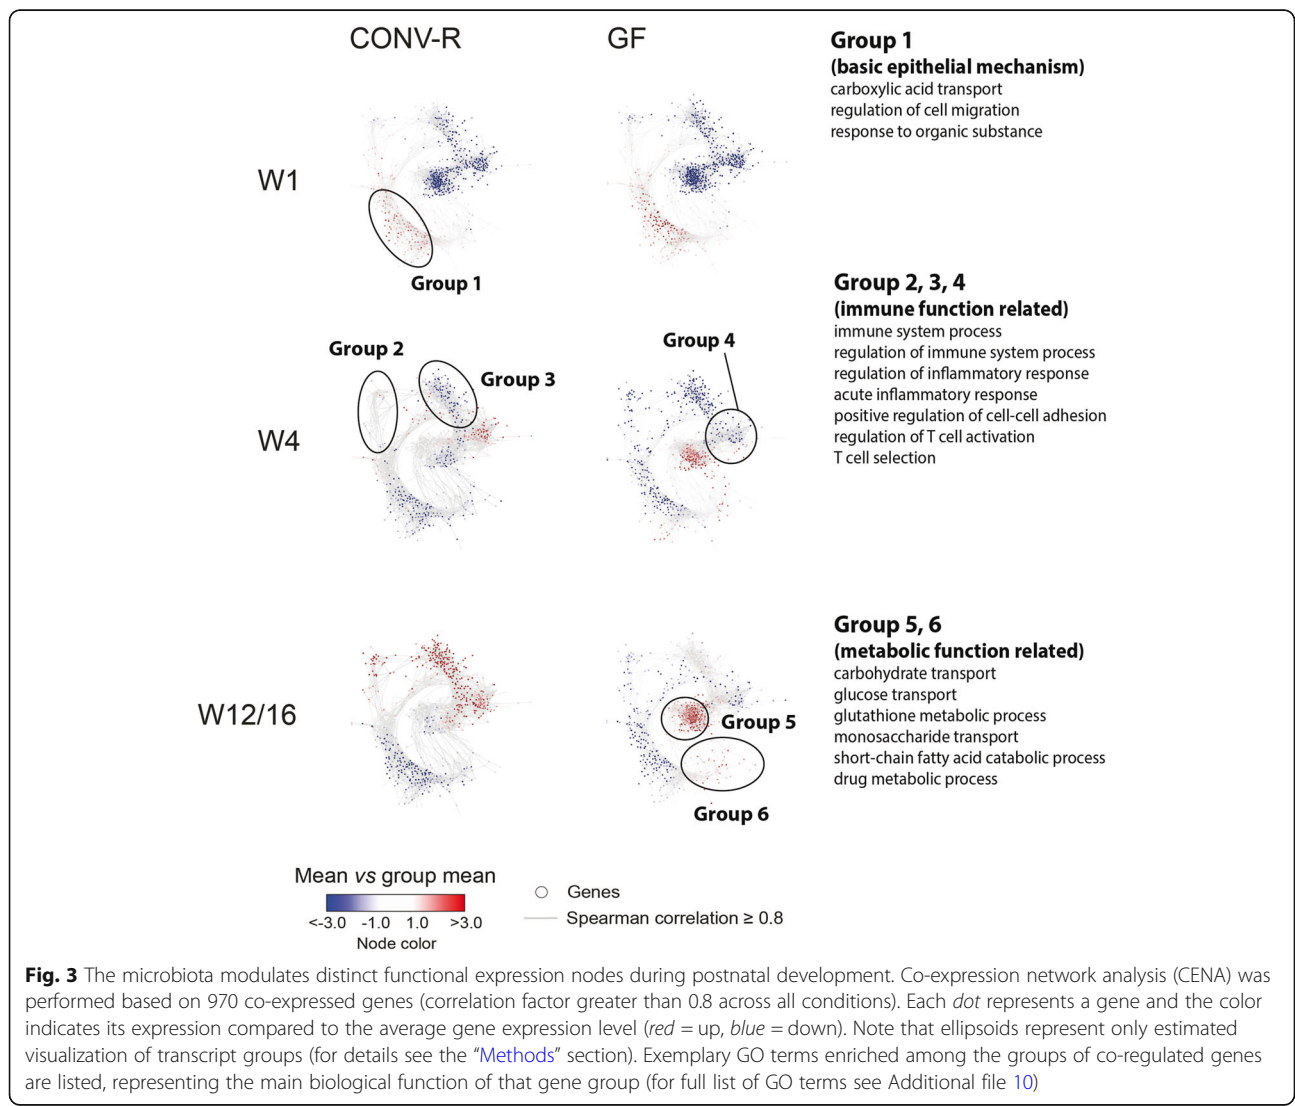 CONV-R
GF
Group 1
(basic epithelial mechanism)
carboxylic acid transport
regulation of cell migration
response to organic substance
W1
Group 1
Group 2, 3, 4
(immune function related)
immune system process
regulation of immune system process
regulation of inflammatory response
acute inflammatory response
positive regulation of cell-cell adhesion
regulation of T cell activation
T cell selection
Group 2
Group 3
Group 4
W4
Group 5, 6
(metabolic function related)
carbohydrate transport
glucose transport
glutathione metabolic process
monosaccharide transport
short-chain fatty acid catabolic process
drug metabolic process
W12/16
Group 5
Group 6
Mean vs group mean
<-3.0 -1.0 1.0 >3.0
Node color
Genes
Spearman correlation ≥ 0.8
Fig. 3 The microbiota modulates distinct functional expression nodes during postnatal development. Co-expression network analysis (CENA) was
performed based on 970 co-expressed genes (correlation factor greater than 0.8 across all conditions). Each dot represents a gene and the color
indicates its expression compared to the average gene expression level (red = up, blue = down). Note that ellipsoids represent only estimated
visualization of transcript groups (for details see the “Methods” section). Exemplary GO terms enriched among the groups of co-regulated genes
are listed, representing the main biological function of that gene group (for full list of GO terms see Additional file 10)